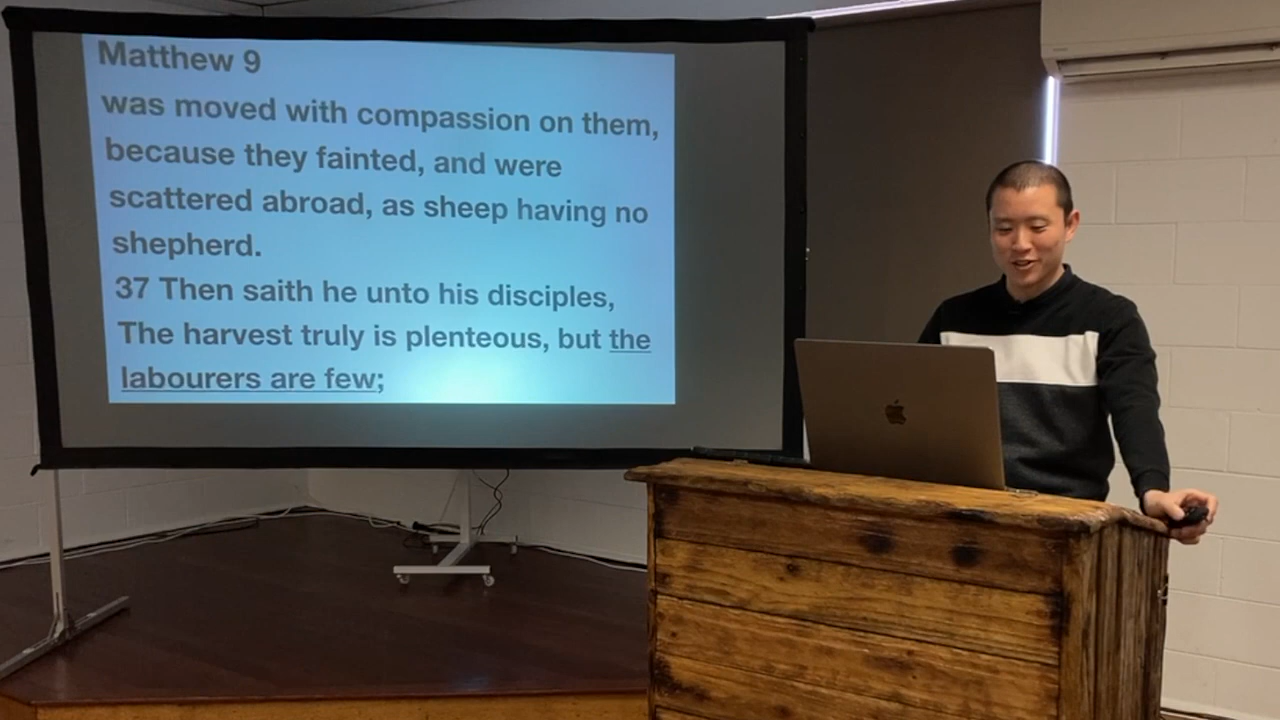 Matthew 9
was moved with compassion on them,
because they fainted, and were
scattered abroad, as sheep having no
shepherd.
37 Then saith he unto his disciples,
The harvest truly is plenteous, but the
labourers are few;